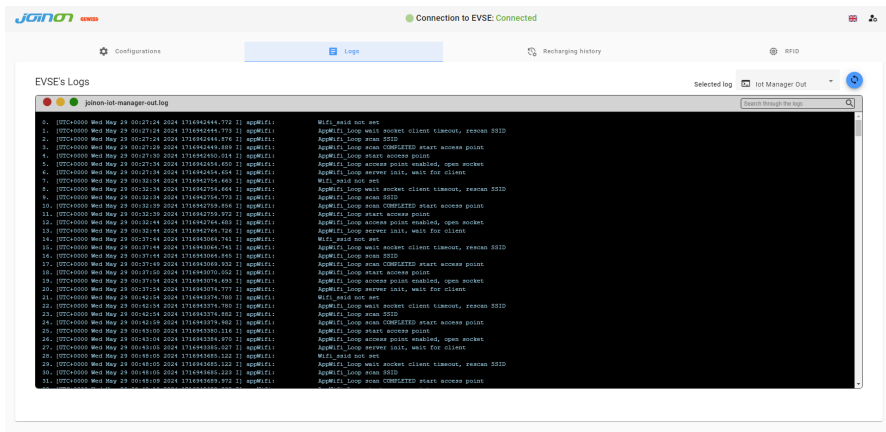 JOINON GEWISS
Connection to EVSE: Connected
Configurations
Logs
Recharging history
RFID
EVSE's Logs
Selected log
Iot Manager Out
joinon-iot-manager-out.log
Search through the logs
0. [UTC+0000 Wed May 29 00:27:24 2024 1716942444.772 I] appWifi: Wifi_ssid not set
1. [UTC+0000 Wed May 29 00:27:24 2024 1716942444.773 I] appWifi: AppWifi_Loop wait socket client timeout, rescan SSID
2. [UTC+0000 Wed May 29 00:27:24 2024 1716942444.876 I] appWifi: AppWifi_Loop scan SSID
3. [UTC+0000 Wed May 29 00:27:29 2024 1716942449.889 I] appWifi: AppWifi_Loop scan COMPLETED start access point
4. [UTC+0000 Wed May 29 00:27:30 2024 1716942450.014 I] appWifi: AppWifi_Loop start access point
5. [UTC+0000 Wed May 29 00:27:34 2024 1716942454.650 I] appWifi: AppWifi_Loop access point enabled, open socket
6. [UTC+0000 Wed May 29 00:27:34 2024 1716942454.654 I] appWifi: AppWifi_Loop server init, wait for client
7. [UTC+0000 Wed May 29 00:32:34 2024 1716942754.663 I] appWifi: Wifi_ssid not set
8. [UTC+0000 Wed May 29 00:32:34 2024 1716942754.664 I] appWifi: AppWifi_Loop wait socket client timeout, rescan SSID
9. [UTC+0000 Wed May 29 00:32:34 2024 1716942754.773 I] appWifi: AppWifi_Loop scan SSID
10. [UTC+0000 Wed May 29 00:32:39 2024 1716942759.856 I] appWifi: AppWifi_Loop scan COMPLETED start access point
11. [UTC+0000 Wed May 29 00:32:39 2024 1716942759.972 I] appWifi: AppWifi_Loop start access point
12. [UTC+0000 Wed May 29 00:32:44 2024 1716942764.683 I] appWifi: AppWifi_Loop access point enabled, open socket
13. [UTC+0000 Wed May 29 00:32:44 2024 1716942764.726 I] appWifi: AppWifi_Loop server init, wait for client
14. [UTC+0000 Wed May 29 00:37:44 2024 1716943064.741 I] appWifi: Wifi_ssid not set
15. [UTC+0000 Wed May 29 00:37:44 2024 1716943064.741 I] appWifi: AppWifi_Loop wait socket client timeout, rescan SSID
16. [UTC+0000 Wed May 29 00:37:44 2024 1716943064.845 I] appWifi: AppWifi_Loop scan SSID
17. [UTC+0000 Wed May 29 00:37:49 2024 1716943069.932 I] appWifi: AppWifi_Loop scan COMPLETED start access point
18. [UTC+0000 Wed May 29 00:37:50 2024 1716943070.052 I] appWifi: AppWifi_Loop start access point
19. [UTC+0000 Wed May 29 00:37:54 2024 1716943074.693 I] appWifi: AppWifi_Loop access point enabled, open socket
20. [UTC+0000 Wed May 29 00:37:54 2024 1716943074.777 I] appWifi: AppWifi_Loop server init, wait for client
21. [UTC+0000 Wed May 29 00:42:54 2024 1716943374.780 I] appWifi: Wifi_ssid not set
22. [UTC+0000 Wed May 29 00:42:54 2024 1716943374.780 I] appWifi: AppWifi_Loop wait socket client timeout, rescan SSID
23. [UTC+0000 Wed May 29 00:42:54 2024 1716943374.882 I] appWifi: AppWifi_Loop scan SSID
24. [UTC+0000 Wed May 29 00:42:59 2024 1716943379.982 I] appWifi: AppWifi_Loop scan COMPLETED start access point
25. [UTC+0000 Wed May 29 00:43:00 2024 1716943380.116 I] appWifi: AppWifi_Loop start access point
26. [UTC+0000 Wed May 29 00:43:04 2024 1716943384.970 I] appWifi: AppWifi_Loop access point enabled, open socket
27. [UTC+0000 Wed May 29 00:43:05 2024 1716943385.027 I] appWifi: AppWifi_Loop server init, wait for client
28. [UTC+0000 Wed May 29 00:48:05 2024 1716943685.122 I] appWifi: Wifi_ssid not set
29. [UTC+0000 Wed May 29 00:48:05 2024 1716943685.122 I] appWifi: AppWifi_Loop wait socket client timeout, rescan SSID
30. [UTC+0000 Wed May 29 00:48:05 2024 1716943685.223 I] appWifi: AppWifi_Loop scan SSID
31. [UTC+0000 Wed May 29 00:48:09 2024 1716943689.972 I] appWifi: AppWifi_Loop scan COMPLETED start access point